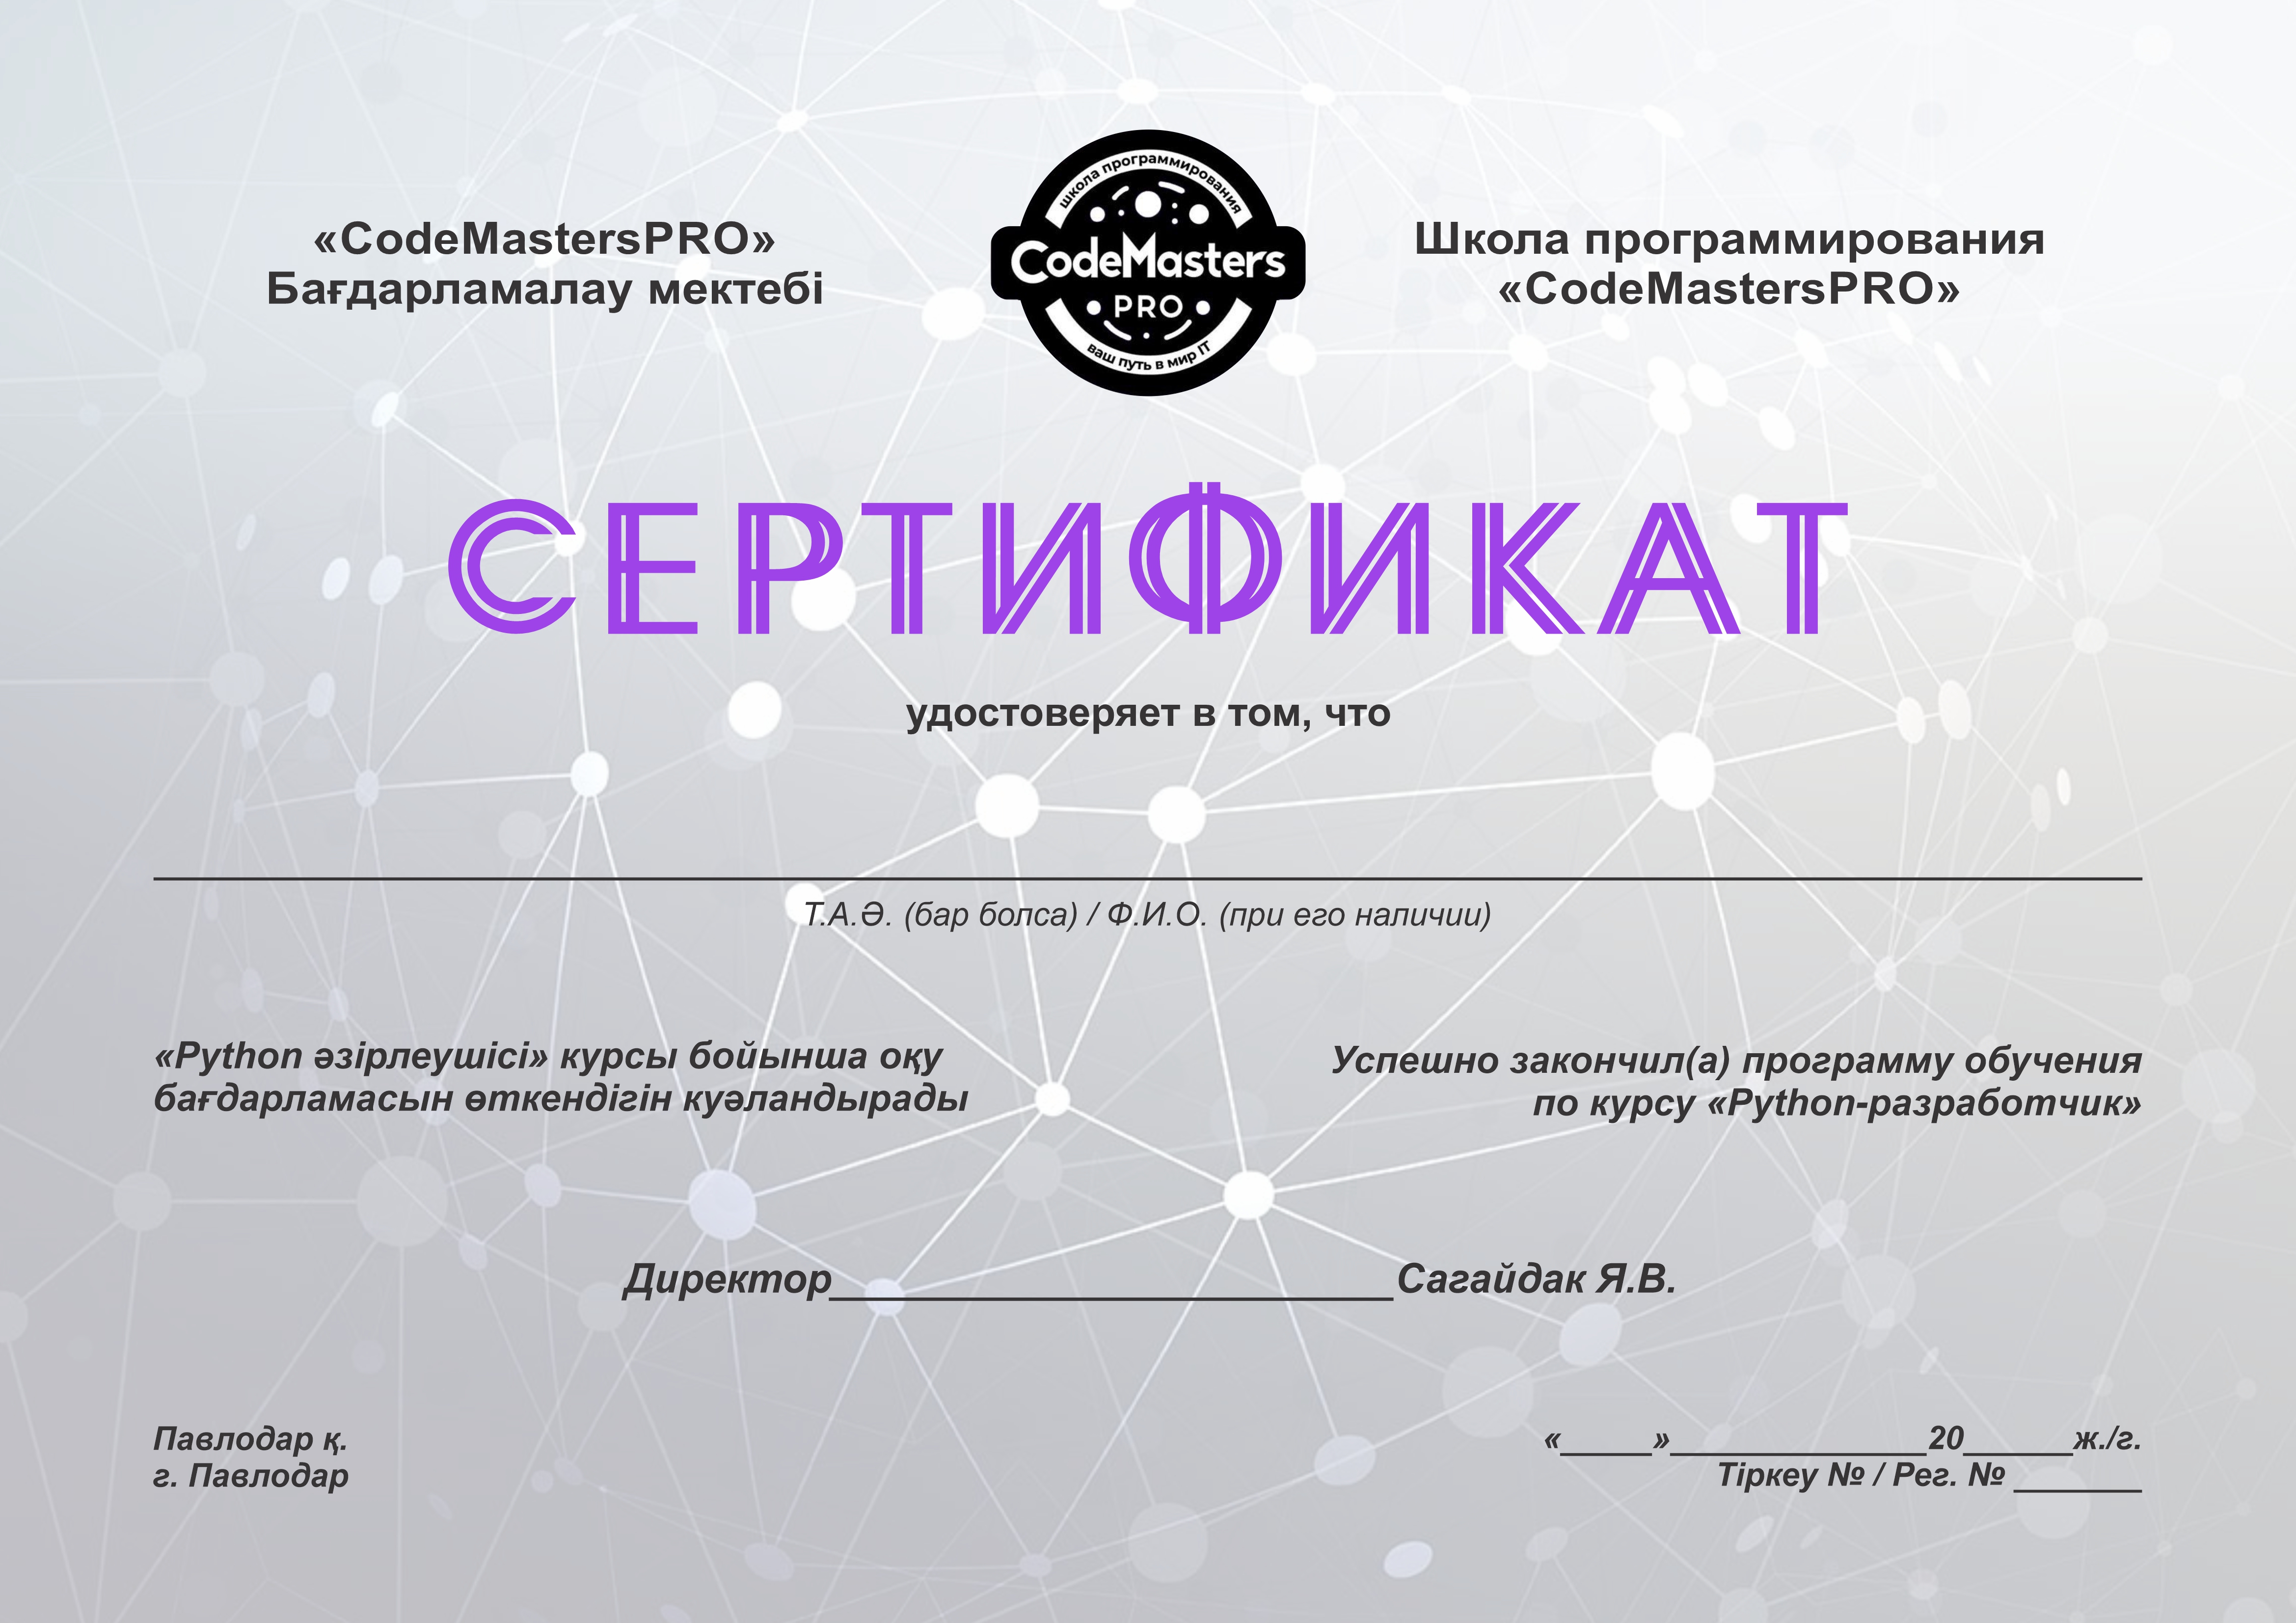 «CodeMastersPRO»
Бағдарламалау мектебі
школа программирования
CodeMasters
PRO
ваш путь в мир IT
Школа программирования
«CodeMastersPRO»
СЕРТИФИКАТ
удостоверяет в том, что
Т.А.Ә. (бар болса) / Ф.И.О. (при его наличии)
«Python әзірлеушісі» курсы бойынша оқу
бағдарламасын өткендігін куәландырады
Успешно закончил(а) программу обучения
по курсу «Python-разработчик»
Директор_______________________Сагайдак Я.В.
Павлодар қ.
г. Павлодар
«_____»______________20______ж./г.
Тіркеу № / Рег. № _______